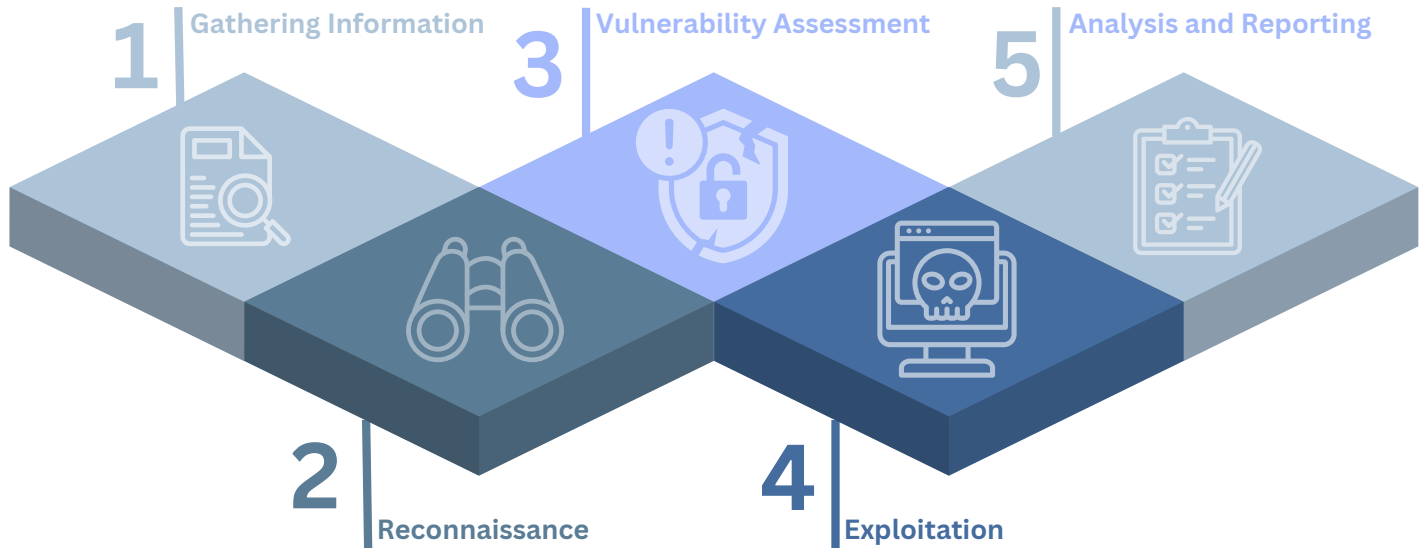 1
Gathering Information
2
Reconnaissance
3
Vulnerability Assessment
4
Exploitation
5
Analysis and Reporting